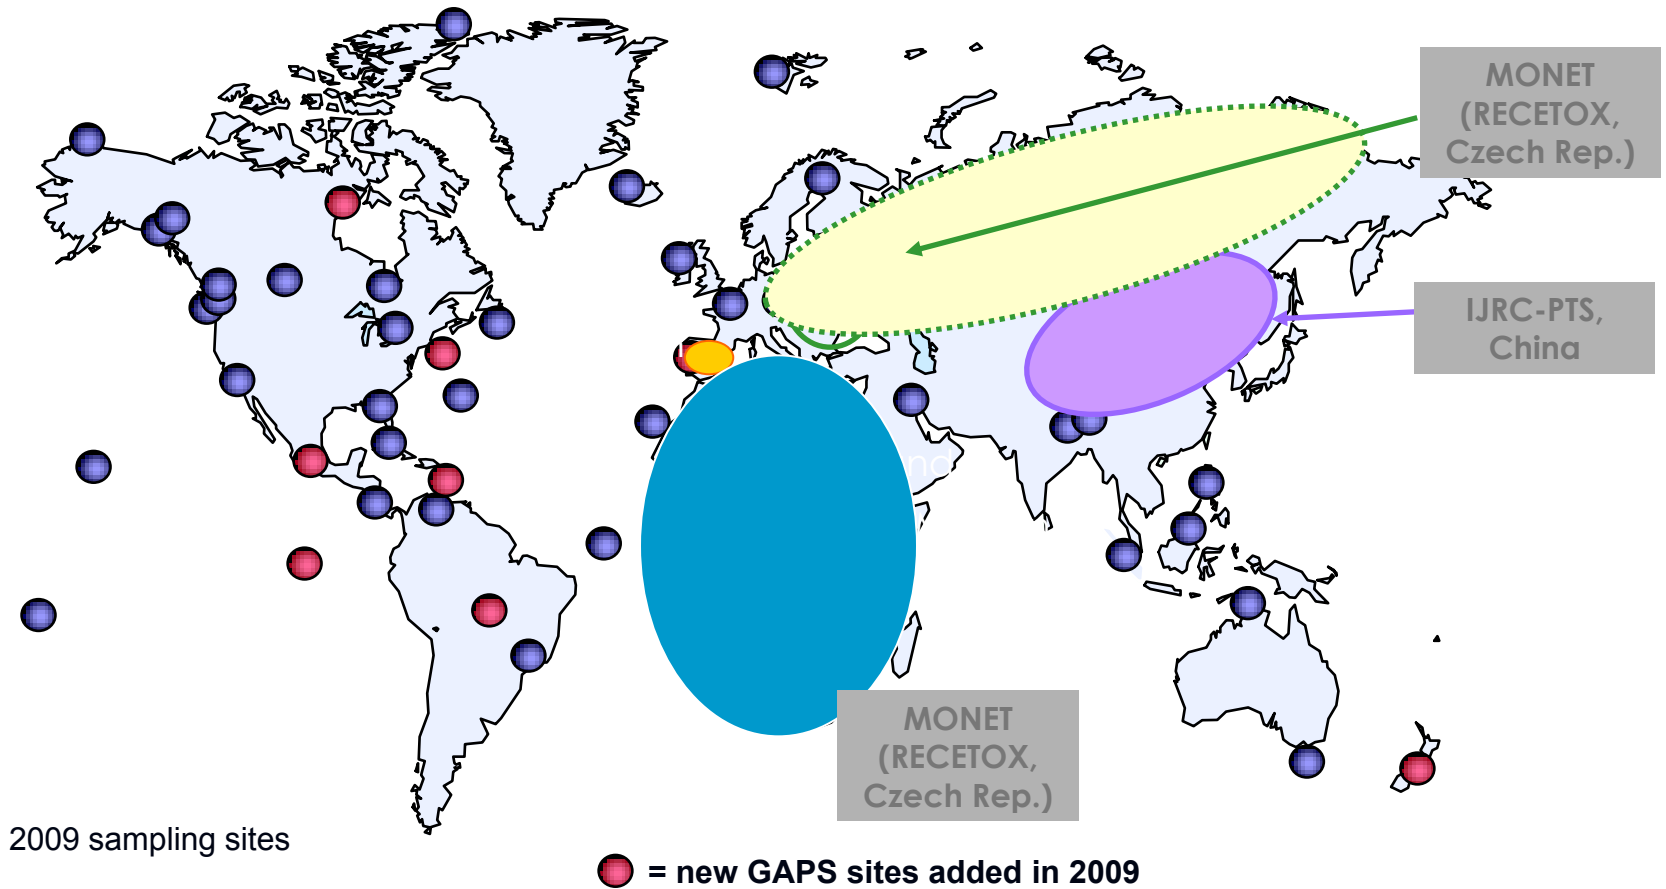 MONET
(RECETOX,
Czech Rep.)
IJRC-PTS,
China
nd
MONET
(RECETOX,
Czech Rep.)
2009 sampling sites
= new GAPS sites added in 2009